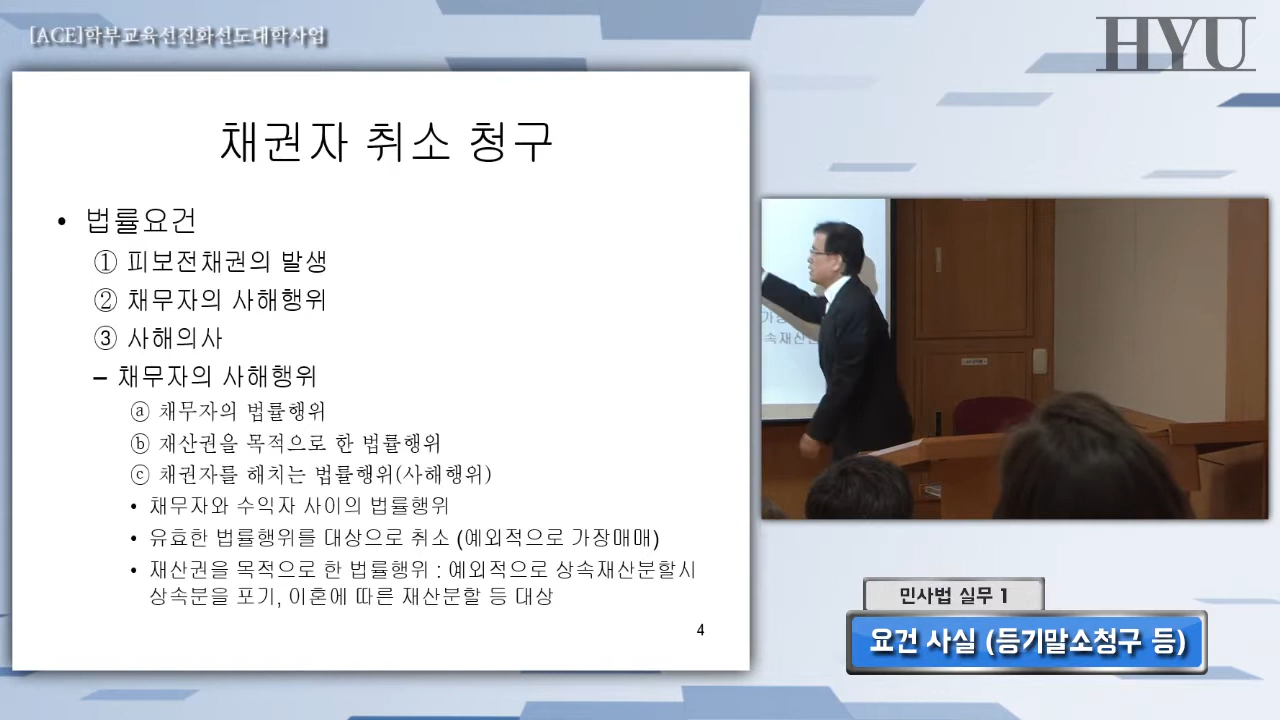 [ACE]학부교육선진화선도대학사업
HYU
채권자 취소 청구
• 법률요건
① 피보전채권의 발생
② 채무자의 사해행위
③ 사해의사
– 채무자의 사해행위
ⓐ 채무자의 법률행위
ⓑ 재산권을 목적으로 한 법률행위
ⓒ 채권자를 해치는 법률행위(사해행위)
• 채무자와 수익자 사이의 법률행위
• 유효한 법률행위를 대상으로 취소 (예외적으로 가장매매)
• 재산권을 목적으로 한 법률행위 : 예외적으로 상속재산분할시
상속분을 포기, 이혼에 따른 재산분할 등 대상
4
속재산
민사법 실무 1
요건 사실 (등기말소청구 등)